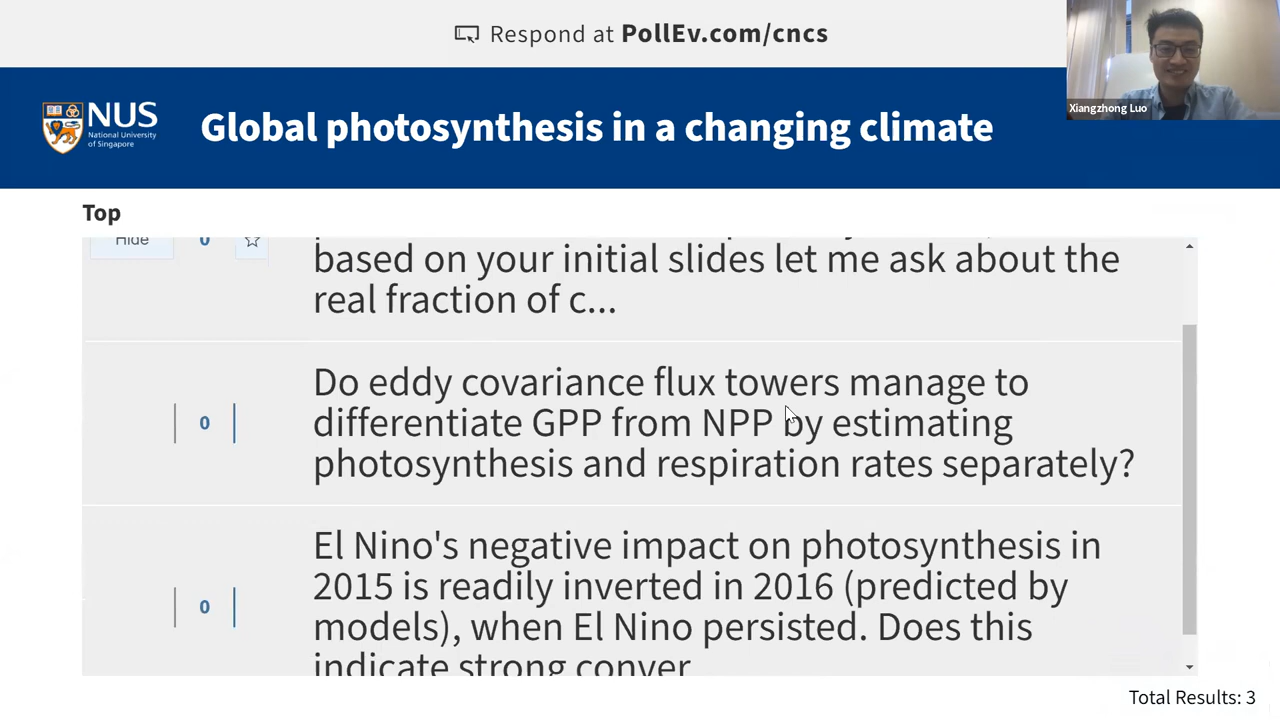 Respond at PollEv.com/cncs
Xiangzhong Luo
NUS
National University
of Singapore
Global photosynthesis in a changing climate
Top
Hide 0
based on your initial slides let me ask about the
real fraction of c...
0
Do eddy covariance flux towers manage to
differentiate GPP from NPP by estimating
photosynthesis and respiration rates separately?
0
El Nino's negative impact on photosynthesis in
2015 is readily inverted in 2016 (predicted by
models), when El Nino persisted. Does this
indicate strong conver
Total Results: 3